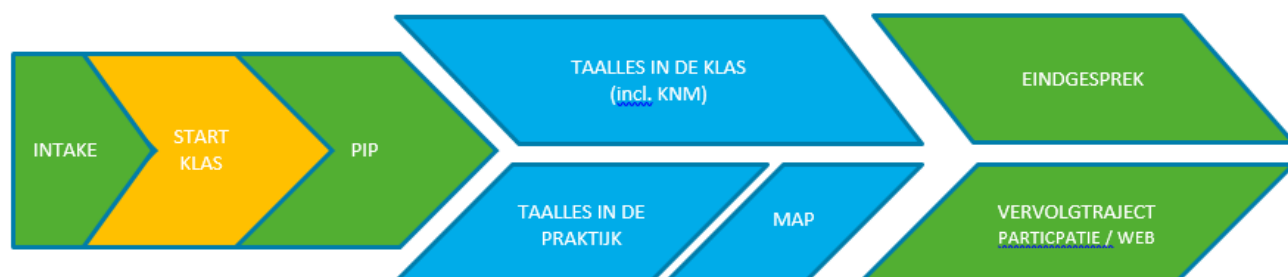 INTAKE
START
KLAS
PIP
TAALLES IN DE KLAS
(incl. KNM)
TAALLES IN DE
PRAKTIJK
MAP
EINDGESPREK
VERVOLGTRAJECT
PARTICPATIE / WEB